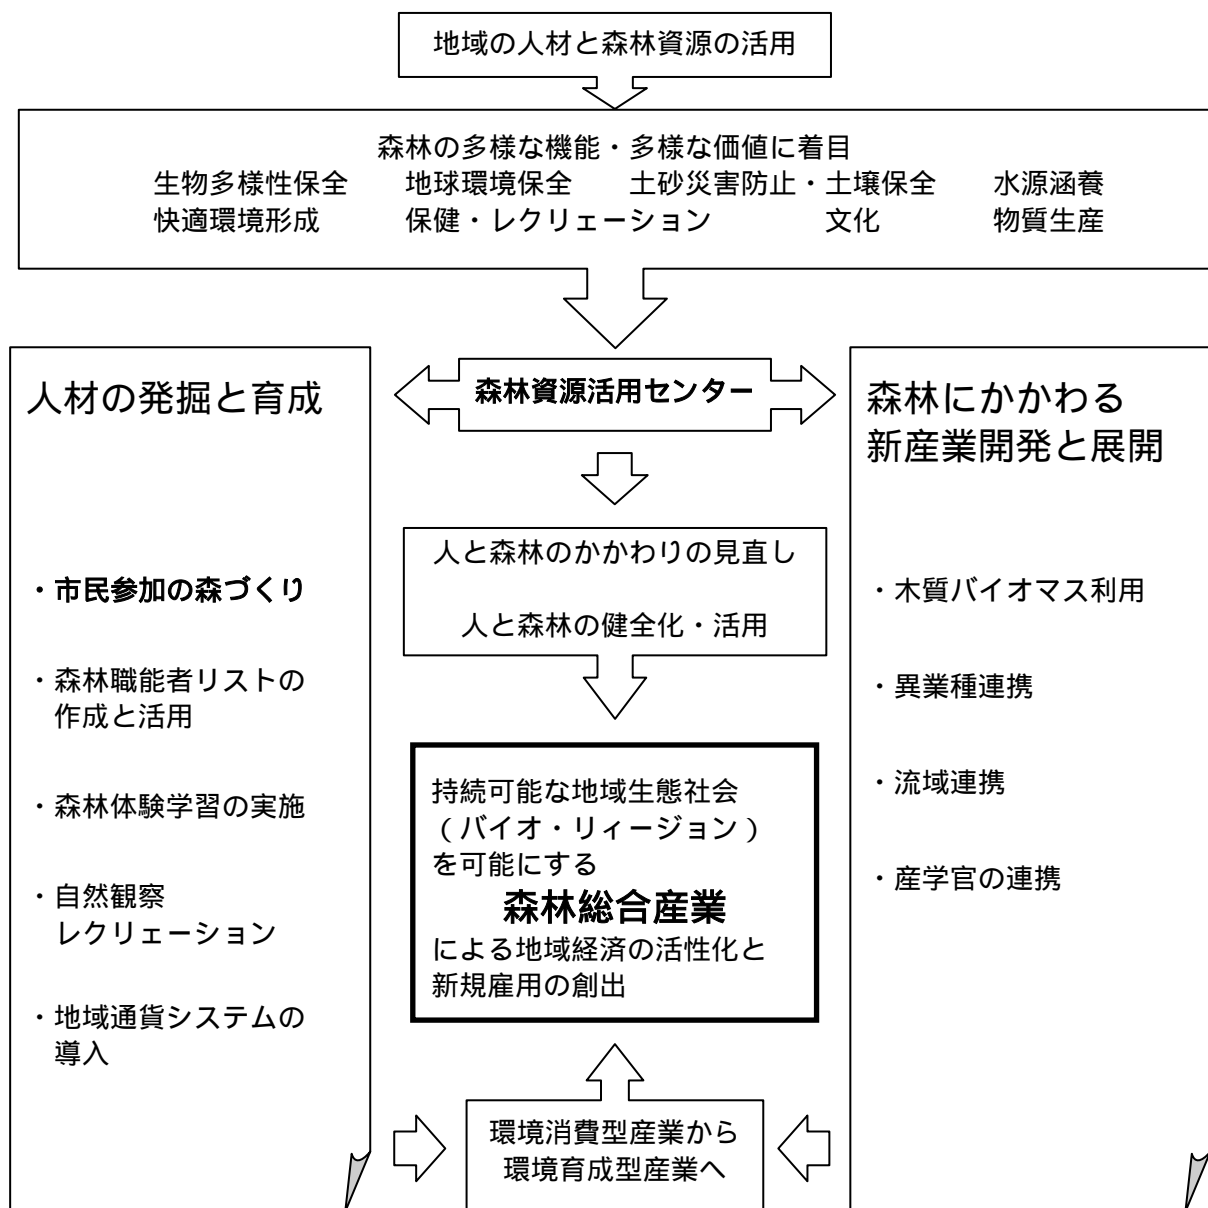 地域の人材と森林資源の活用
森林の多様な機能・多様な価値に着目
生物多様性保全　地球環境保全　土砂災害防止・土壌保全　水源涵養
快適環境形成　保健・レクリェーション　文化　物質生産
森林資源活用センター
人材の発掘と育成
・市民参加の森づくり
・森林職能者リストの
作成と活用
・森林体験学習の実施
・自然観察
レクリェーション
・地域通貨システムの
導入
人と森林のかかわりの見直し
人と森林の健全化・活用
持続可能な地域生態社会
（バイオ・リィージョン）
を可能にする
森林総合産業
による地域経済の活性化と
新規雇用の創出
環境消費型産業から
環境育成型産業へ
森林にかかわる
新産業開発と展開
・木質バイオマス利用
・異業種連携
・流域連携
・産学官の連携